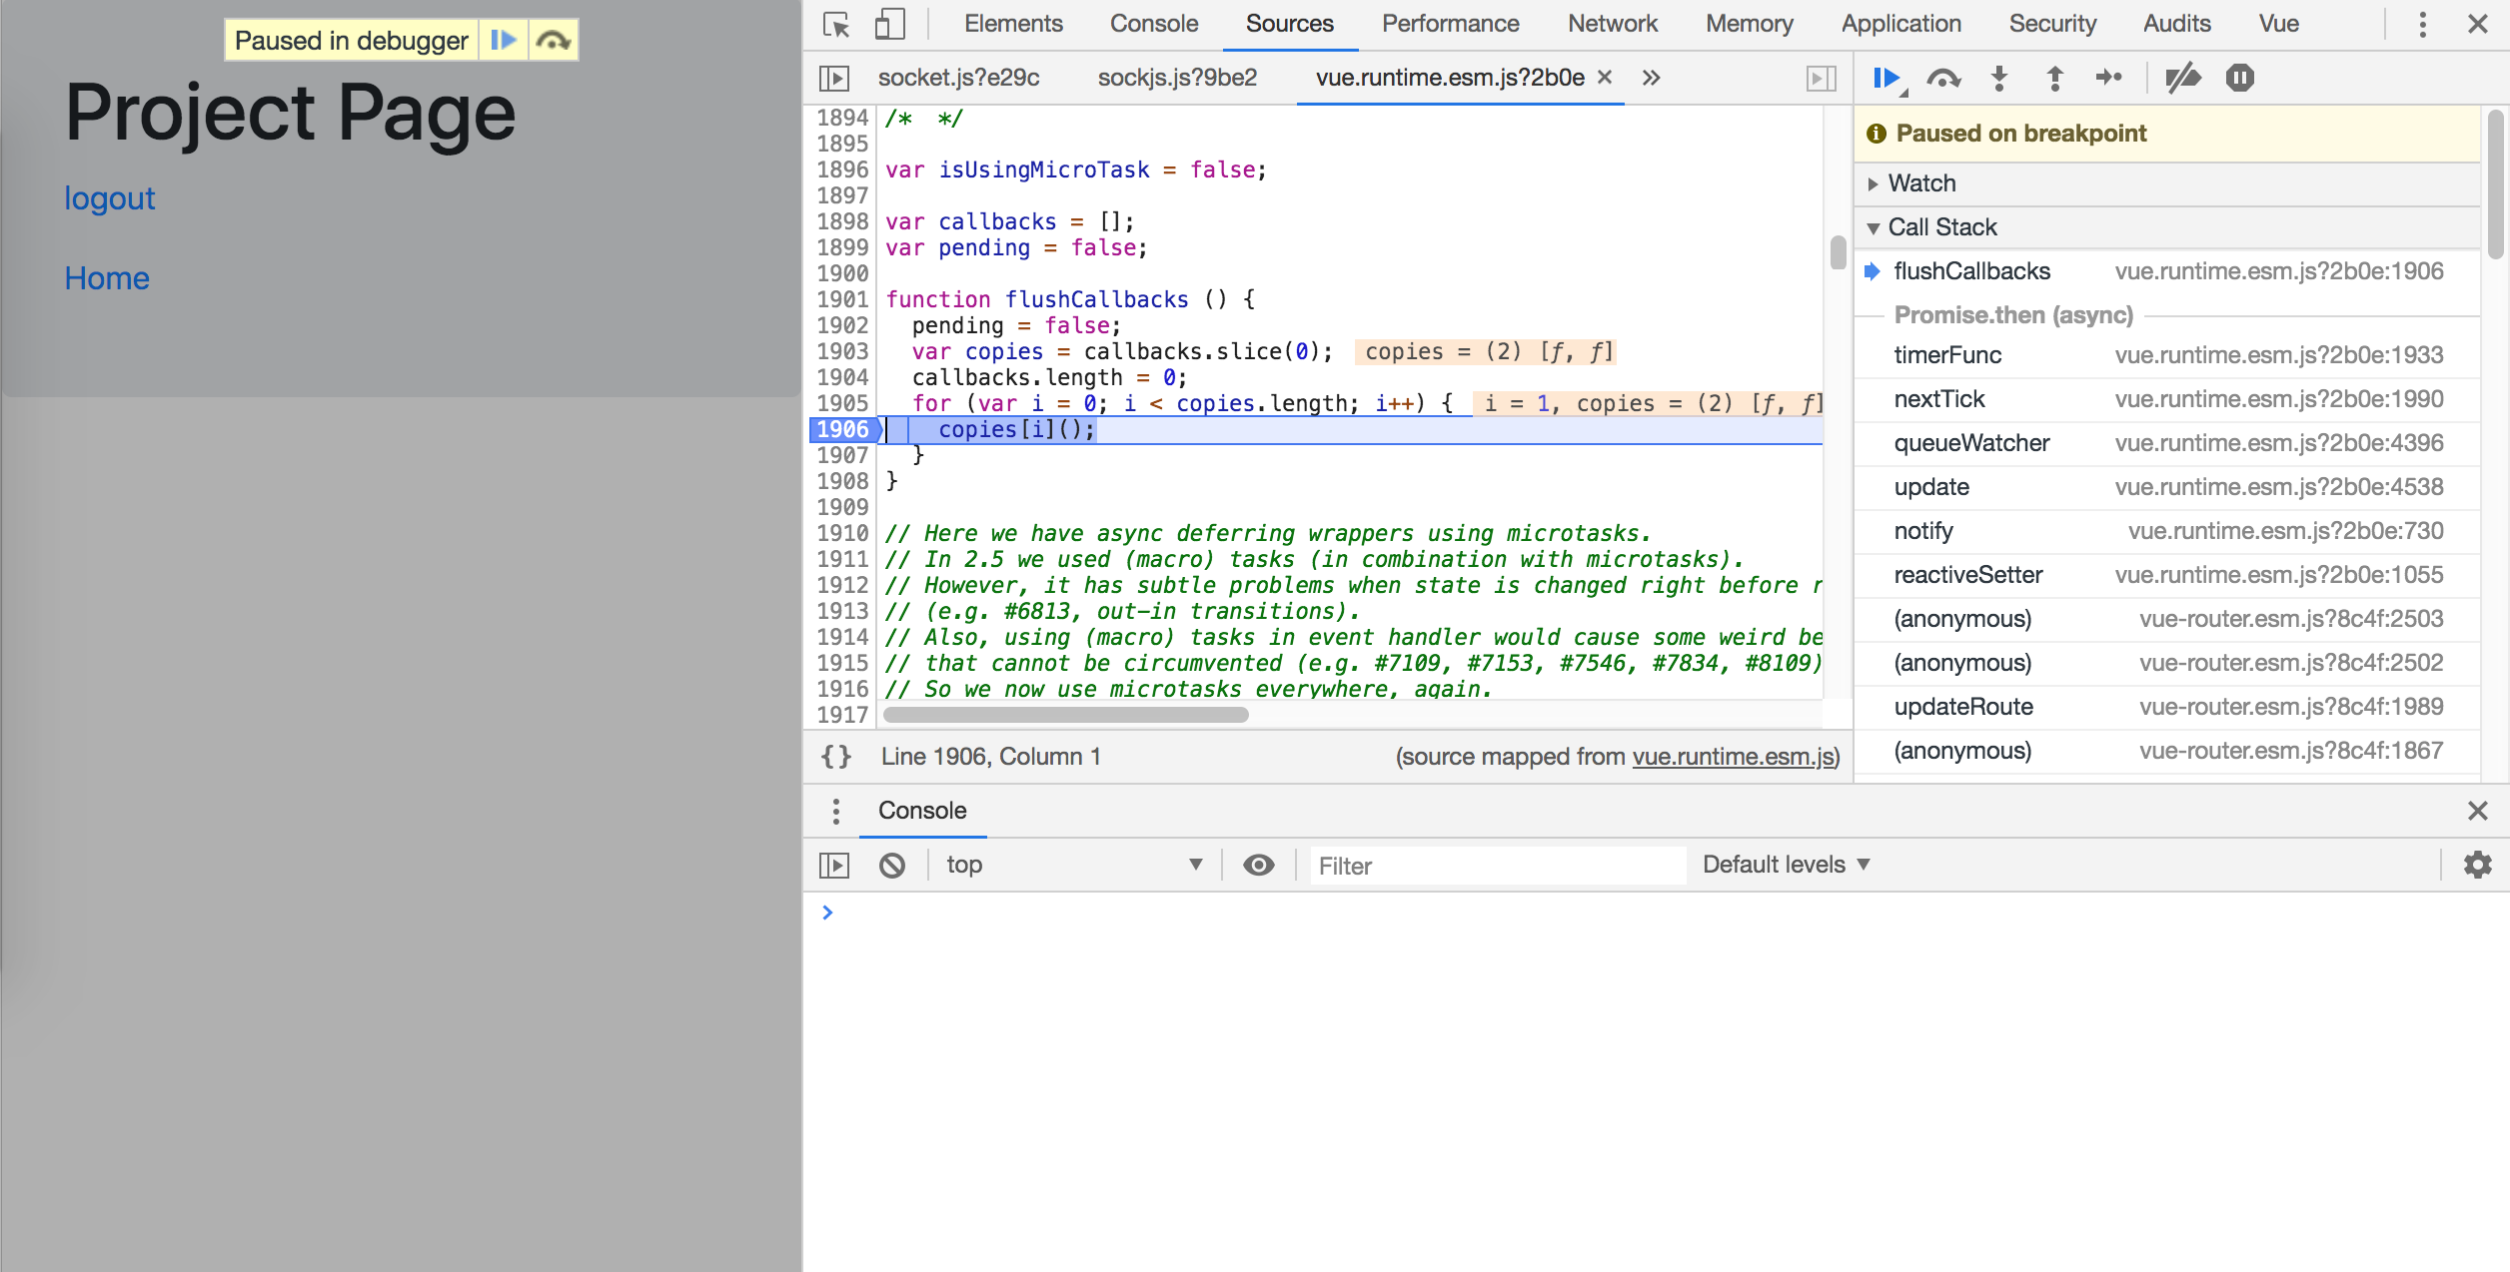 Paused in debugger
Project Page
logout
Home
Elements Console Sources Performance Network Memory Application Security Audits Vue
socket.js?e29c sockjs.js?9be2 vue.runtime.esm.js?2b0e × »
1894 /*  */
1895
1896 var isUsingMicroTask = false;
1897
1898 var callbacks = [];
1899 var pending = false;
1900
1901 function flushCallbacks () {
1902   pending = false;
1903   var copies = callbacks.slice(0);  copies = (2) [f, f]
1904   callbacks.length = 0;
1905   for (var i = 0; i < copies.length; i++) {  i = 1, copies = (2) [f, f]
1906     copies[i]();
1907   }
1908 }
1909
1910 // Here we have async deferring wrappers using microtasks.
1911 // In 2.5 we used (macro) tasks (in combination with microtasks).
1912 // However, it has subtle problems when state is changed right before r
1913 // (e.g. #6813, out-in transitions).
1914 // Also, using (macro) tasks in event handler would cause some weird be
1915 // that cannot be circumvented (e.g. #7109, #7153, #7546, #7834, #8109)
1916 // So we now use microtasks everywhere, again.
1917
{} Line 1906, Column 1 (source mapped from vue.runtime.esm.js)
Paused on breakpoint
Watch
Call Stack
flushCallbacks vue.runtime.esm.js?2b0e:1906
Promise.then (async)
timerFunc vue.runtime.esm.js?2b0e:1933
nextTick vue.runtime.esm.js?2b0e:1990
queueWatcher vue.runtime.esm.js?2b0e:4396
update vue.runtime.esm.js?2b0e:4538
notify vue.runtime.esm.js?2b0e:730
reactiveSetter vue.runtime.esm.js?2b0e:1055
(anonymous) vue-router.esm.js?8c4f:2503
(anonymous) vue-router.esm.js?8c4f:2502
updateRoute vue-router.esm.js?8c4f:1989
(anonymous) vue-router.esm.js?8c4f:1867
Console
top Filter Default levels